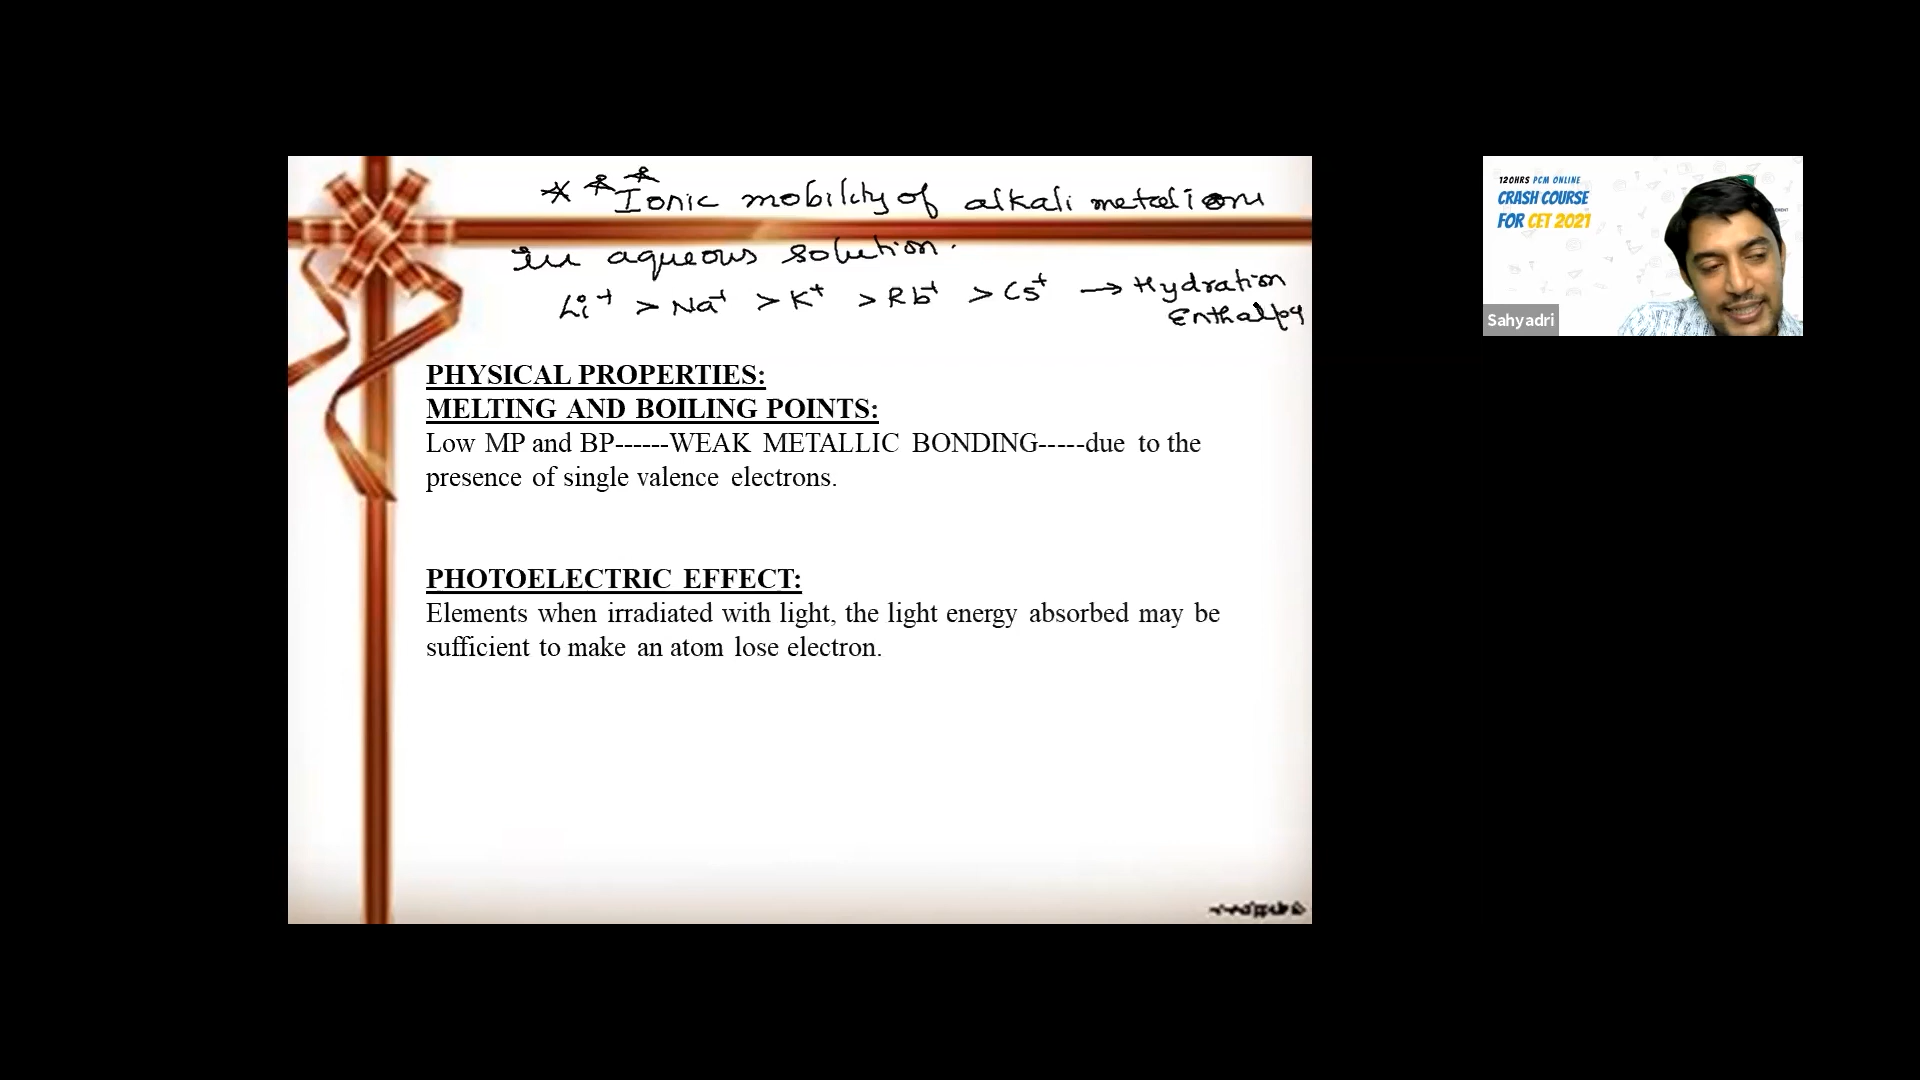 * * * Ionic mobility of alkali metal ions
in aqueous solution.
Li+ > Na+ > K+ > Rb+ > Cs+ → Hydration
Enthalpy
PHYSICAL PROPERTIES:
MELTING AND BOILING POINTS:
Low MP and BP------WEAK METALLIC BONDING-----due to the
presence of single valence electrons.
PHOTOELECTRIC EFFECT:
Elements when irradiated with light, the light energy absorbed may be
sufficient to make an atom lose electron.
120HRS PCM ONLINE
CRASH COURSE
FOR CET 2021
Sahyadri